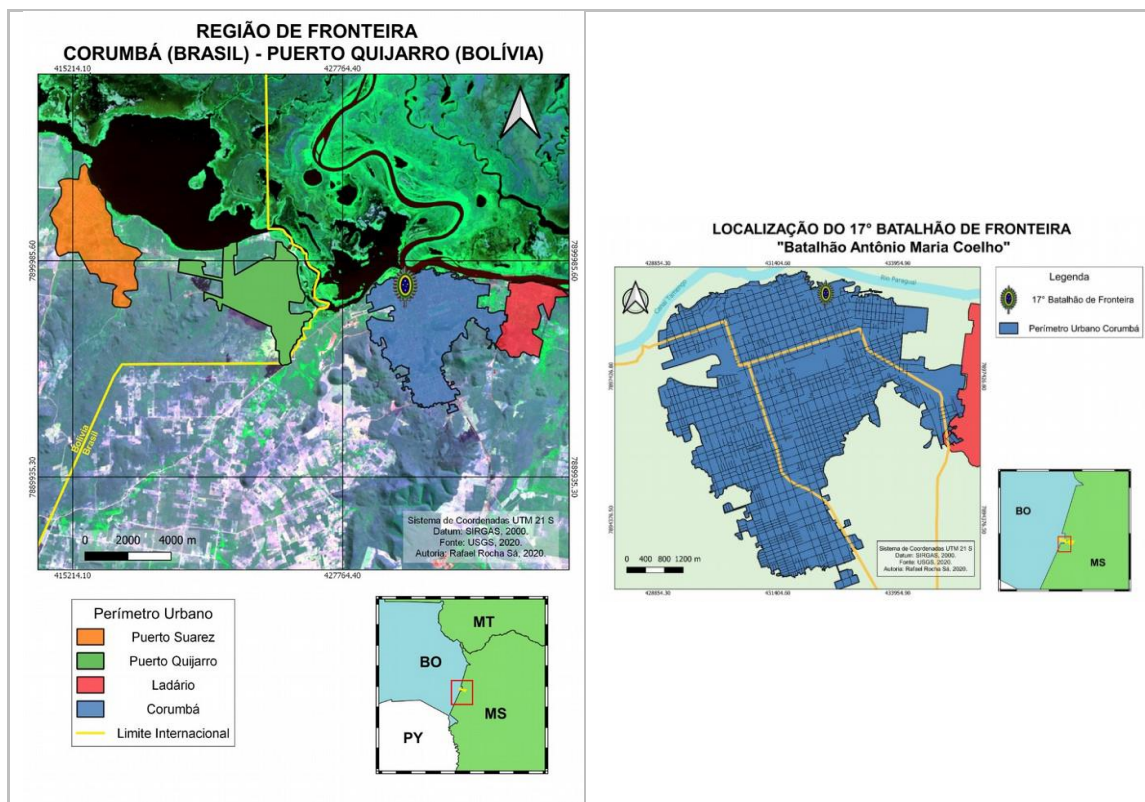 REGIÃO DE FRONTEIRA
CORUMBÁ (BRASIL) - PUERTO QUIJARRO (BOLÍVIA)
415214.10
427764.40
7899985.60
7899985.60
Bolívia
Brasil
7889935.30
7889935.30
Sistema de Coordenadas UTM 21 S
Datum: SIRGAS, 2000.
Fonte: USGS, 2020.
Autoria: Rafael Rocha Sá, 2020.
0 2000 4000 m
415214.10
427764.40
Perímetro Urbano
Puerto Suarez
Puerto Quijarro
Ladário
Corumbá
Limite Internacional
MT
BO
MS
PY
LOCALIZAÇÃO DO 17° BATALHÃO DE FRONTEIRA
"Batalhão Antônio Maria Coelho"
428854.30
431404.60
433954.90
Canal Tamengo
Rio Paraguai
Sistema de Coordenadas UTM 21 S
Datum: SIRGAS, 2000.
Fonte: USGS, 2020.
Autoria: Rafael Rocha Sá, 2020.
0 400 800 1200 m
428854.30
431404.60
433954.90
Legenda
17° Batalhão de Fronteira
Perímetro Urbano Corumbá
BO
MS